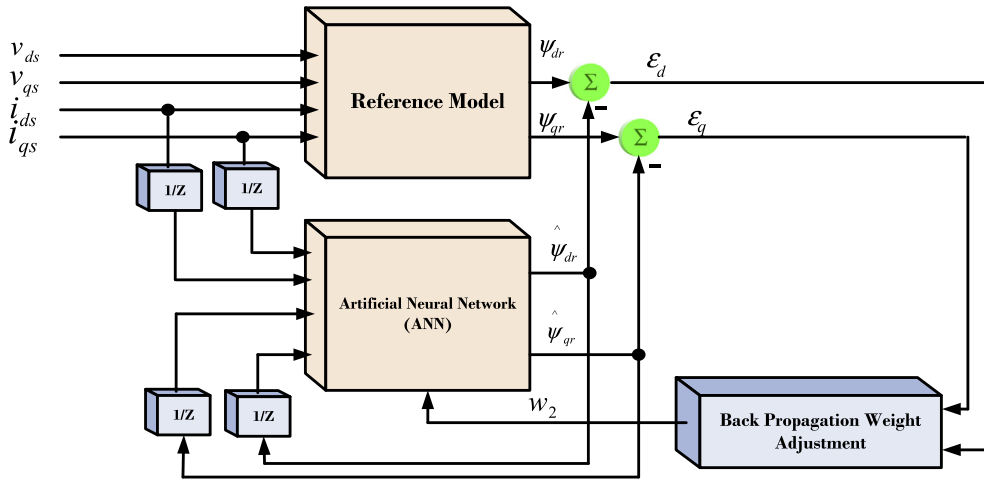 v_ds
v_qs
i_ds
i_qs
Reference Model
ψ_dr
ψ_qr
Σ
-
ε_d
Σ
-
ε_q
1/Z
1/Z
Artificial Neural Network
(ANN)
ψ̂_dr
ψ̂_qr
1/Z
1/Z
w_2
Back Propagation Weight
Adjustment